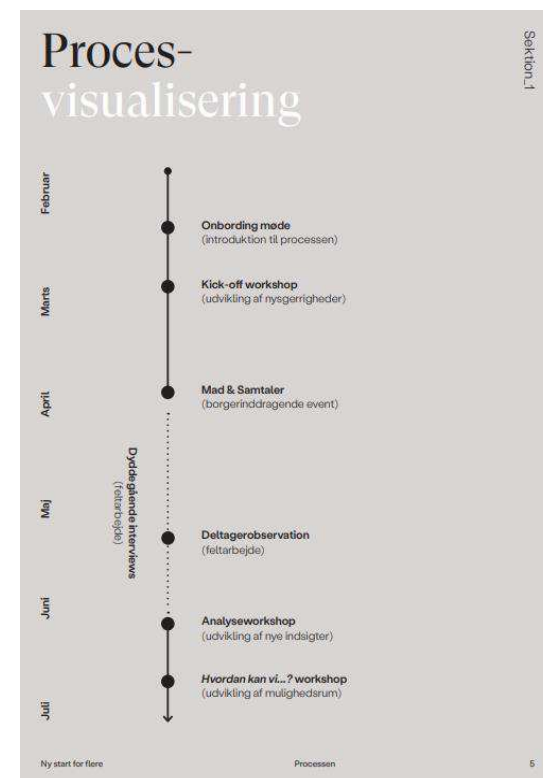 Proces-
visualisering
Sektion_1
Februar
Onbording møde
(introduktion til processen)
Marts
Kick-off workshop
(udvikling af nysgerrigheder)
April
Mad & Samtaler
(borgerinddragende event)
Dyddegående interviews
(feltarbejde)
Maj
Deltagerobservation
(feltarbejde)
Juni
Analyseworkshop
(udvikling af nye indsigter)
Hvordan kan vi...? workshop
(udvikling af mulighedsrum)
Juli
Ny start for flere
Processen
5